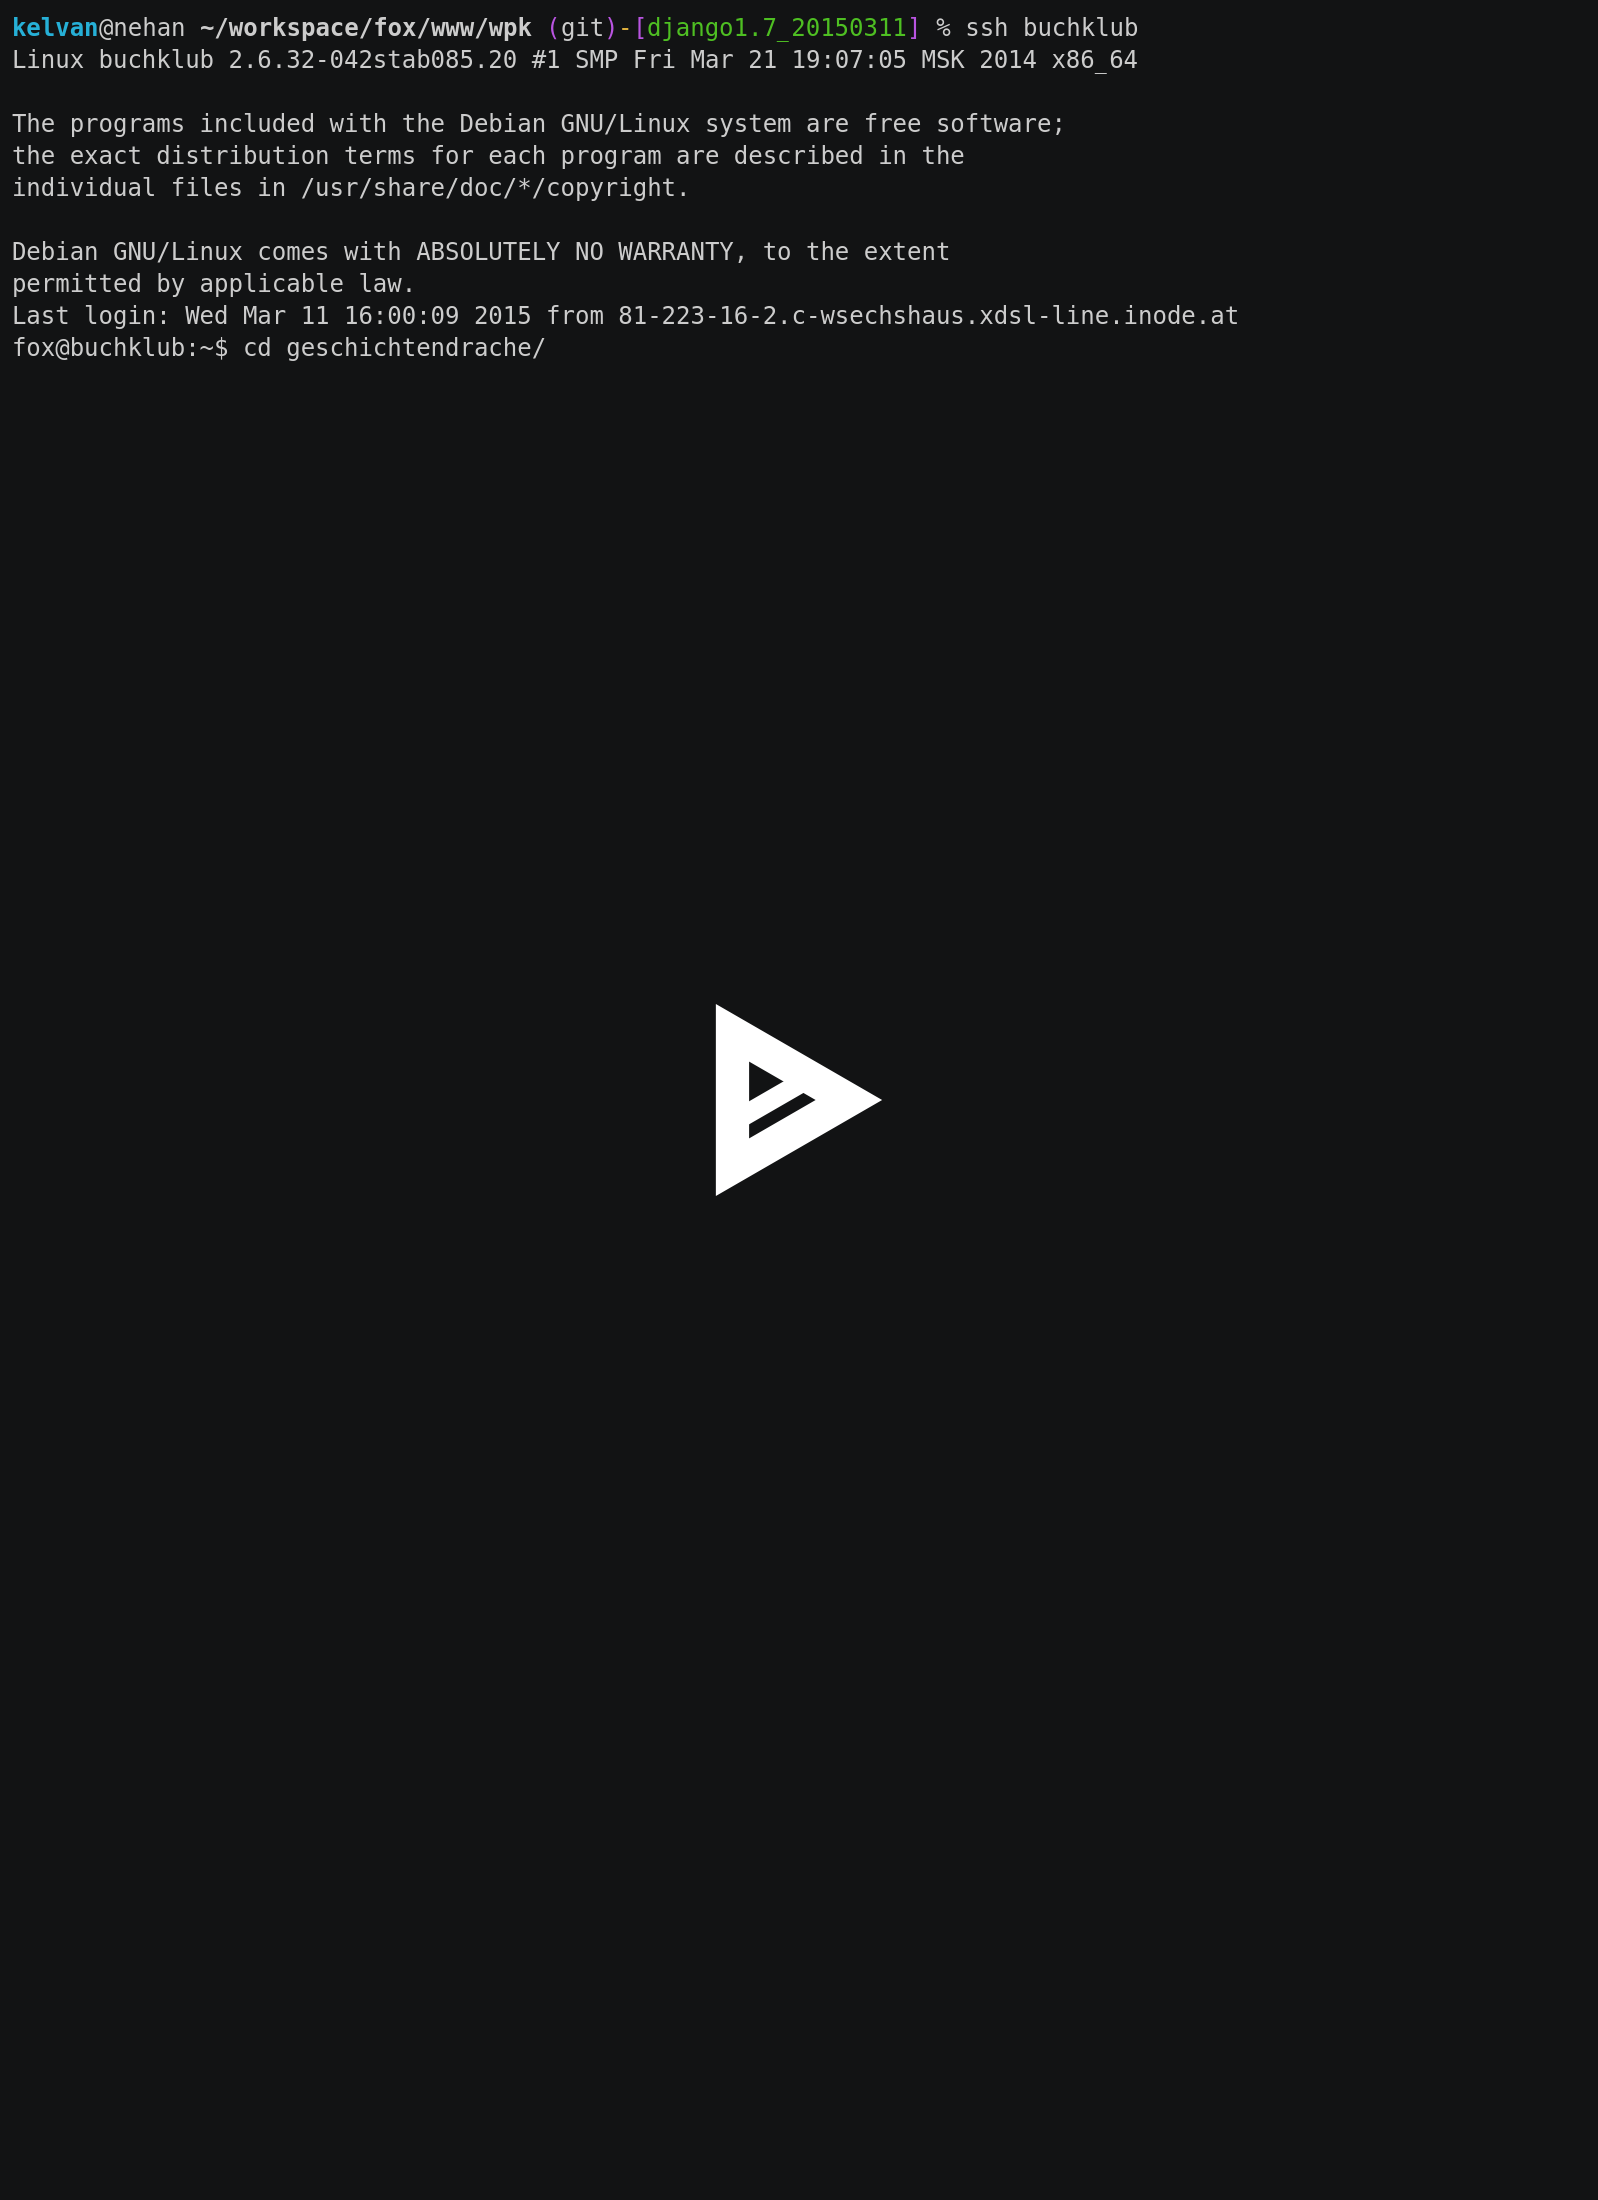 kelvan@nehan ~/workspace/fox/www/wpk (git)-[django1.7_20150311] % ssh buchklub
Linux buchklub 2.6.32-042stab085.20 #1 SMP Fri Mar 21 19:07:05 MSK 2014 x86_64
The programs included with the Debian GNU/Linux system are free software;
the exact distribution terms for each program are described in the
individual files in /usr/share/doc/*/copyright.
Debian GNU/Linux comes with ABSOLUTELY NO WARRANTY, to the extent
permitted by applicable law.
Last login: Wed Mar 11 16:00:09 2015 from 81-223-16-2.c-wsechshaus.xdsl-line.inode.at
fox@buchklub:~$ cd geschichtendrache/